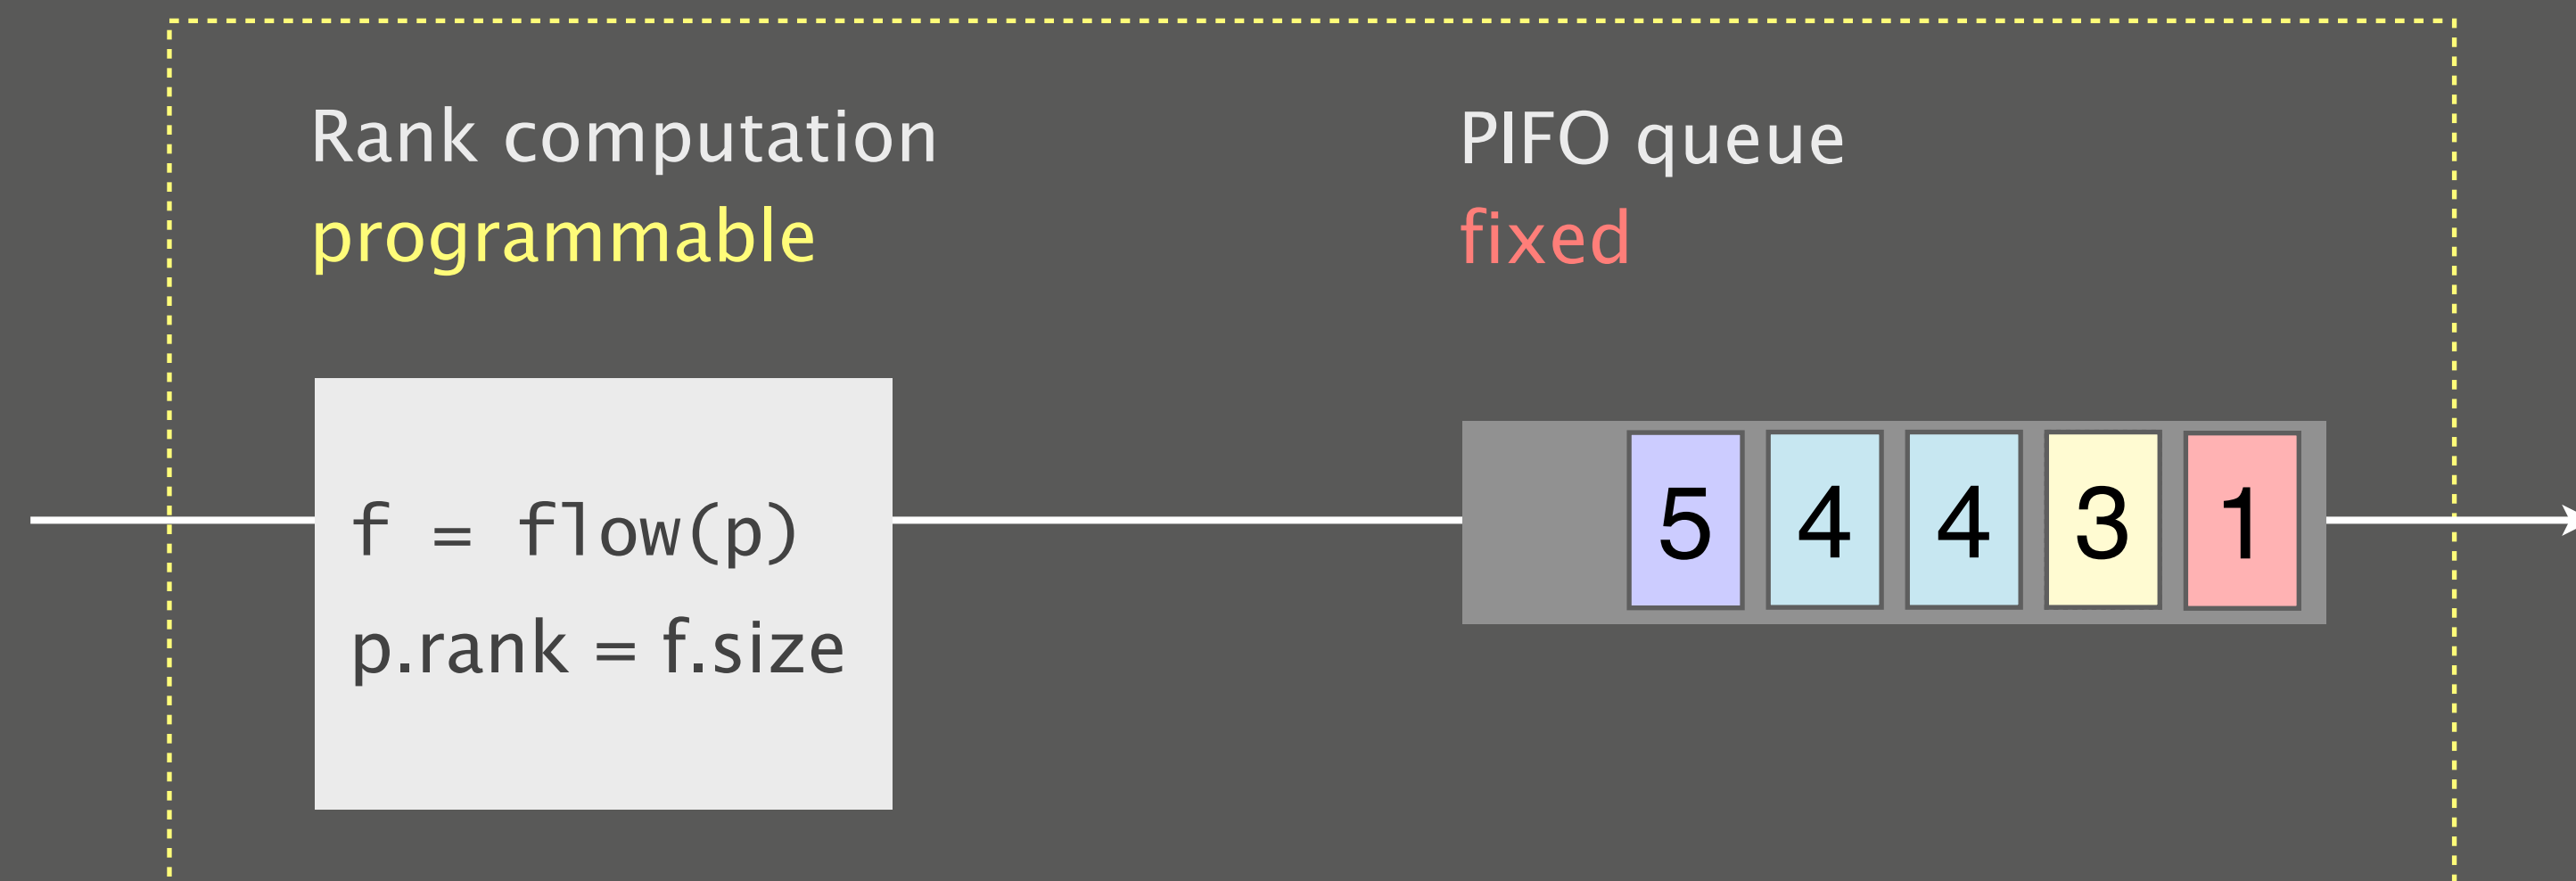 Rank computation
programmable
PIFO queue
fixed
f = flow(p)
p.rank = f.size
5 4 4 3 1